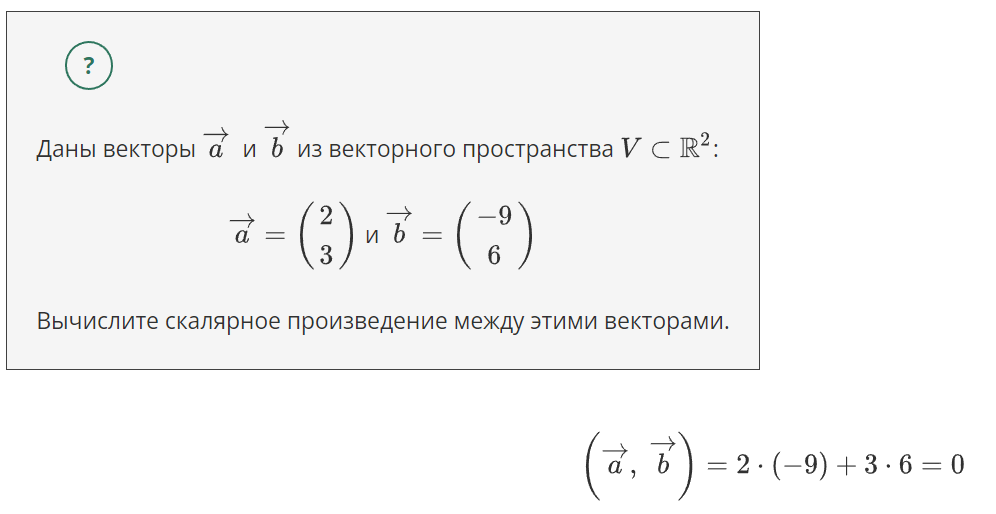 ?
Даны векторы $\overrightarrow{a}$ и $\overrightarrow{b}$ из векторного пространства $V \subset \mathbb{R}^2$:
$\overrightarrow{a} = \begin{pmatrix} 2 \\ 3 \end{pmatrix}$ и $\overrightarrow{b} = \begin{pmatrix} -9 \\ 6 \end{pmatrix}$
Вычислите скалярное произведение между этими векторами.
$\left(\overrightarrow{a}, \overrightarrow{b}\right) = 2 \cdot (-9) + 3 \cdot 6 = 0$